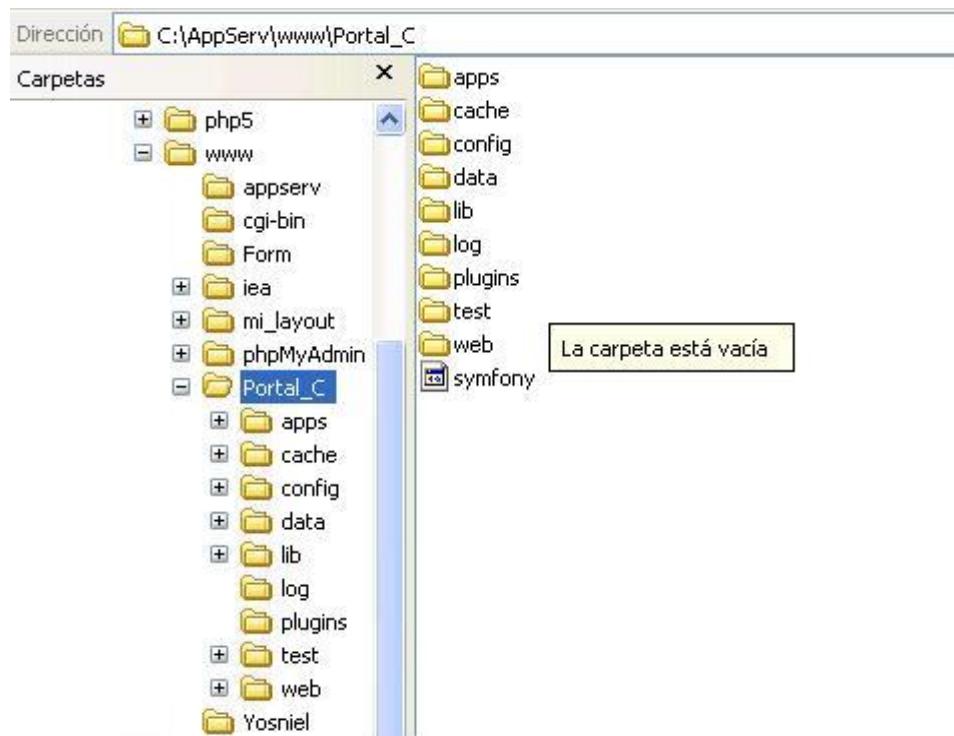 Dirección C:\AppServ\www\Portal_C
Carpetas
php5
www
appserv
cgi-bin
Form
iea
mi_layout
phpMyAdmin
Portal_C
apps
cache
config
data
lib
log
plugins
test
web
Yosniel
apps
cache
config
data
lib
log
plugins
test
web
symfony
La carpeta está vacía